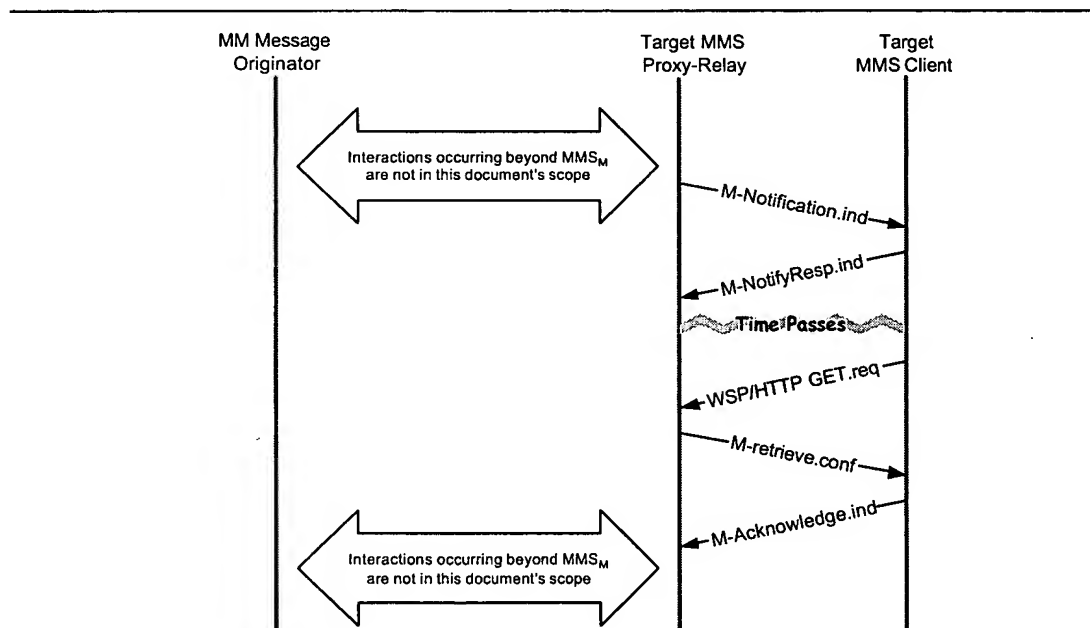 MM Message
Originator
Target MMS
Proxy-Relay
Target
MMS Client
Interactions occurring beyond MMSM
are not in this document's scope
M-Notification.ind
M-NotifyResp.ind
Time Passes
WSP/HTTP GET.req
M-retrieve.conf
M-Acknowledge.ind
Interactions occurring beyond MMSM
are not in this document's scope